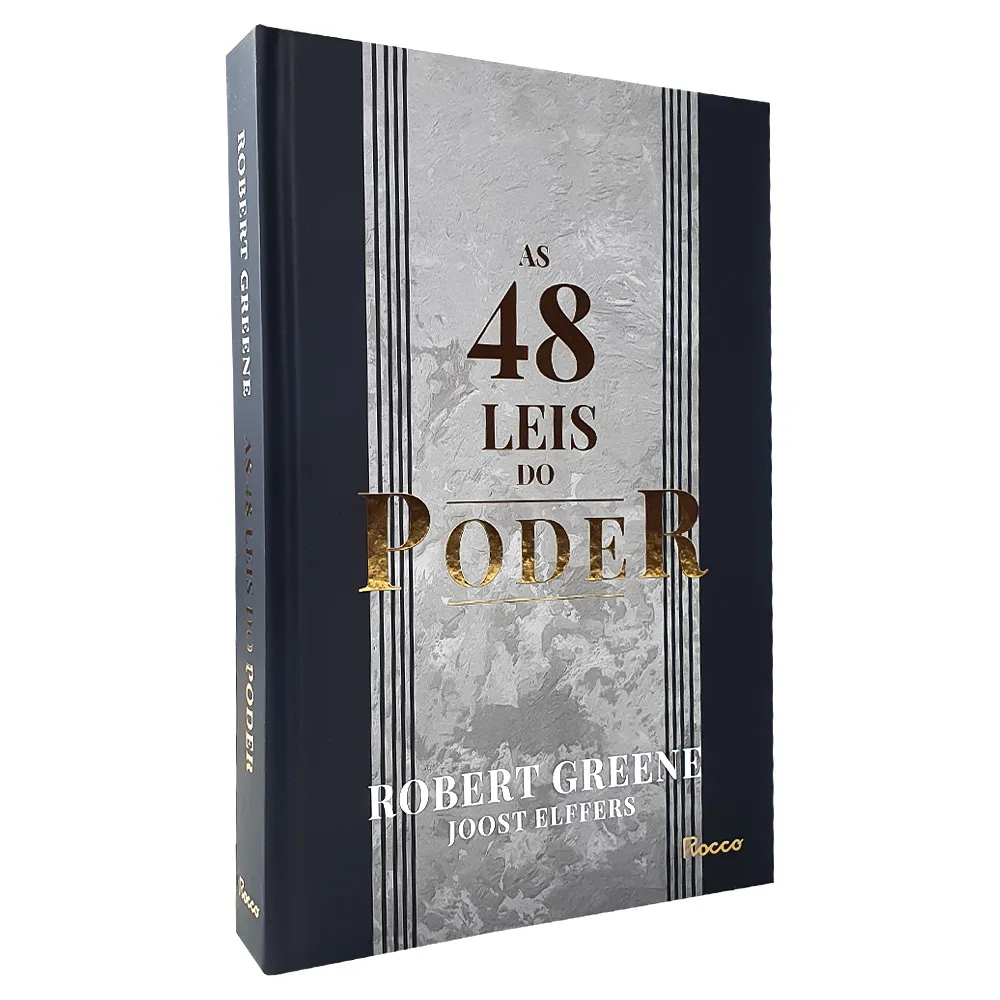 ROBERT GREENE AS 48 LEIS DO PODER
Rocco
AS
48
LEIS
DO
PODER
ROBERT GREENE
JOOST ELFFERS
Rocco